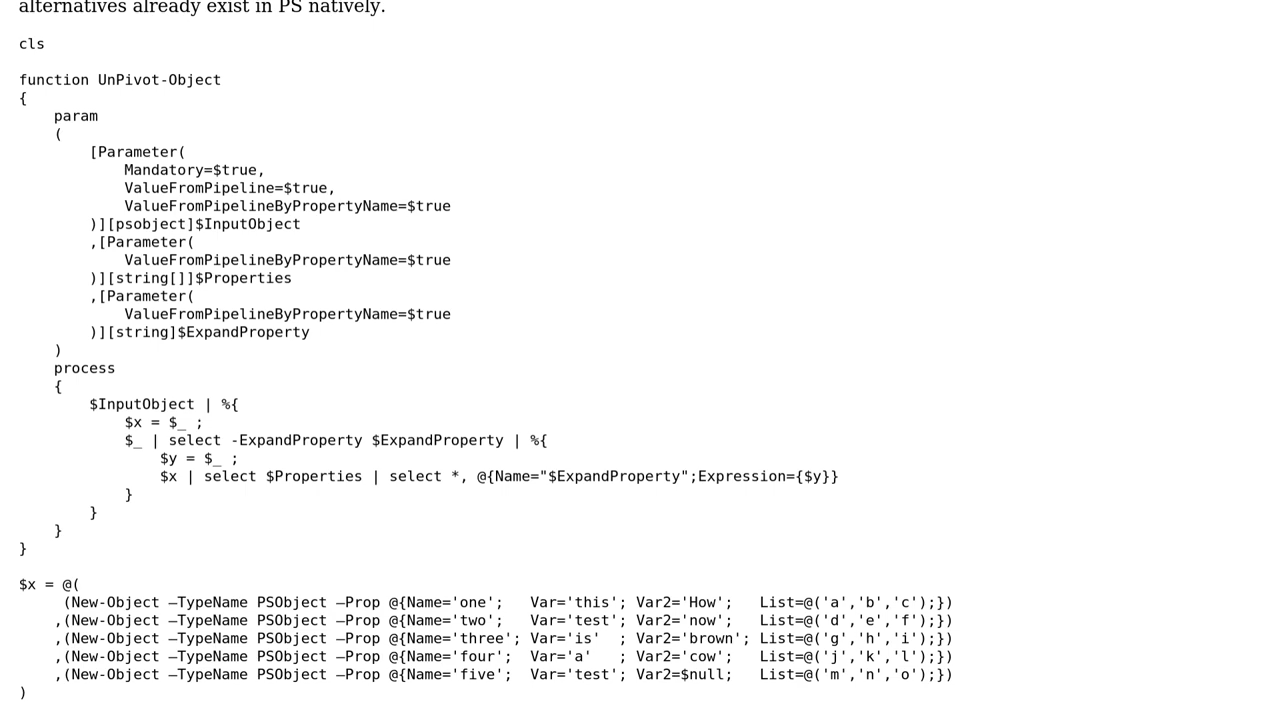 alternatives already exist in PS natively.
cls
function UnPivot-Object
{
    param
    (
        [Parameter(
            Mandatory=$true,
            ValueFromPipeline=$true,
            ValueFromPipelineByPropertyName=$true
        )][psobject]$InputObject
        ,[Parameter(
            ValueFromPipelineByPropertyName=$true
        )][string[]]$Properties
        ,[Parameter(
            ValueFromPipelineByPropertyName=$true
        )][string]$ExpandProperty
    )
    process
    {
        $InputObject | %{
            $x = $_ ;
            $_ | select -ExpandProperty $ExpandProperty | %{
                $y = $_ ;
                $x | select $Properties | select *, @{Name="$ExpandProperty";Expression={$y}}
            }
        }
    }
}
$x = @(
     (New-Object –TypeName PSObject –Prop @{Name='one';   Var='this'; Var2='How';   List=@('a','b','c');})
    ,(New-Object –TypeName PSObject –Prop @{Name='two';   Var='test'; Var2='now';   List=@('d','e','f');})
    ,(New-Object –TypeName PSObject –Prop @{Name='three'; Var='is'  ; Var2='brown'; List=@('g','h','i');})
    ,(New-Object –TypeName PSObject –Prop @{Name='four';  Var='a'   ; Var2='cow';   List=@('j','k','l');})
    ,(New-Object –TypeName PSObject –Prop @{Name='five';  Var='test'; Var2=$null;   List=@('m','n','o');})
)